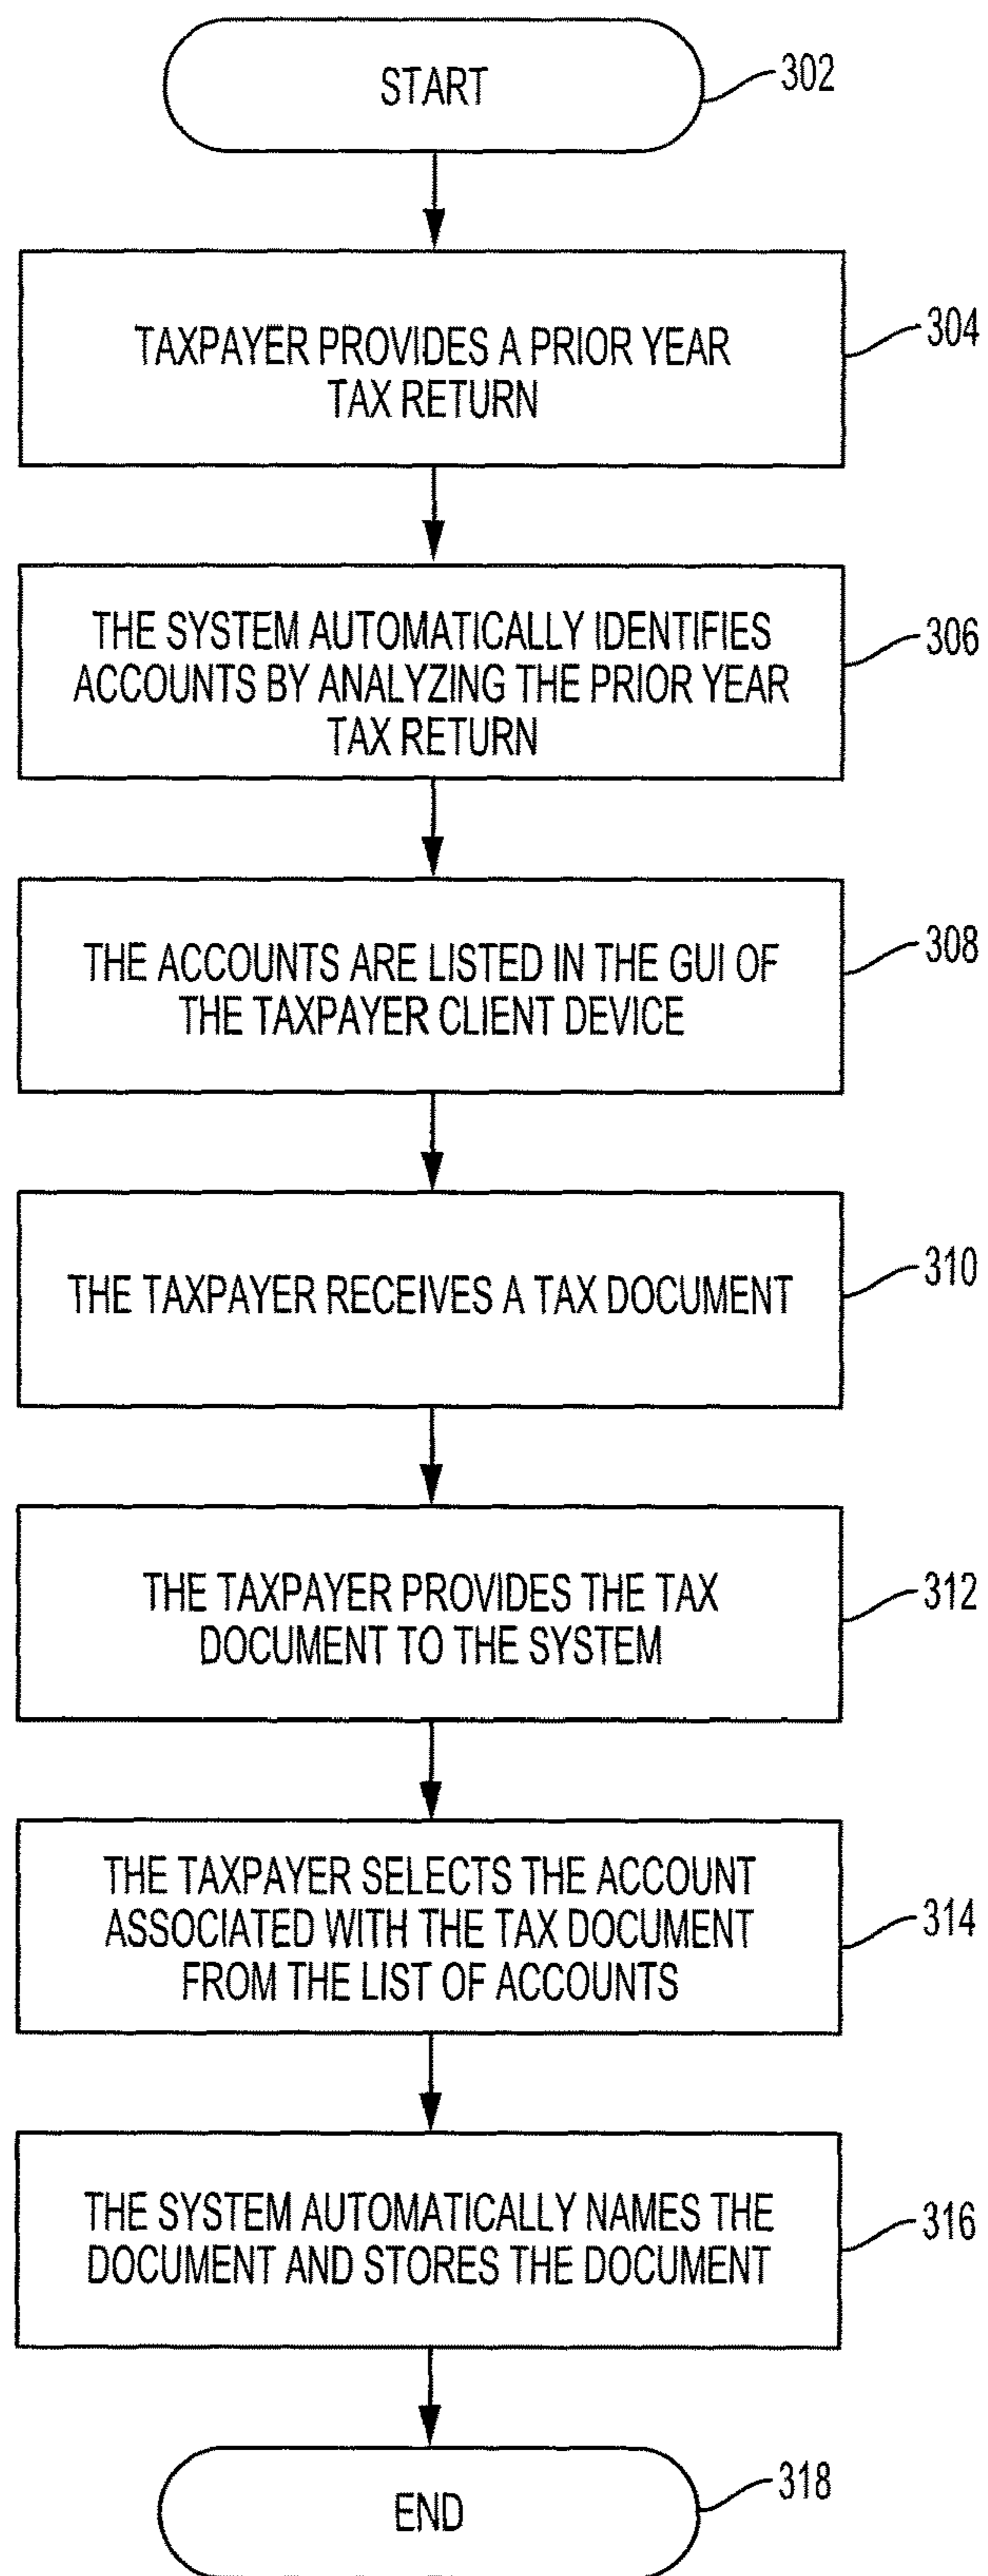 START
302
TAXPAYER PROVIDES A PRIOR YEAR
TAX RETURN
304
THE SYSTEM AUTOMATICALLY IDENTIFIES
ACCOUNTS BY ANALYZING THE PRIOR YEAR
TAX RETURN
306
THE ACCOUNTS ARE LISTED IN THE GUI OF
THE TAXPAYER CLIENT DEVICE
308
THE TAXPAYER RECEIVES A TAX DOCUMENT
310
THE TAXPAYER PROVIDES THE TAX
DOCUMENT TO THE SYSTEM
312
THE TAXPAYER SELECTS THE ACCOUNT
ASSOCIATED WITH THE TAX DOCUMENT
FROM THE LIST OF ACCOUNTS
314
THE SYSTEM AUTOMATICALLY NAMES THE
DOCUMENT AND STORES THE DOCUMENT
316
END
318